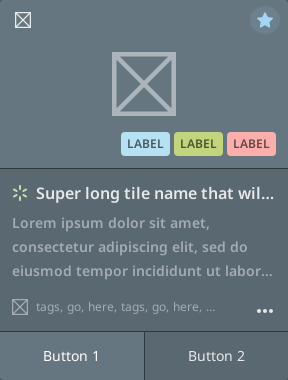 LABEL LABEL LABEL
Super long tile name that wil...
Lorem ipsum dolor sit amet,
consectetur adipiscing elit, sed do
eiusmod tempor incididunt ut labor...
tags, go, here, tags, go, here, ...
Button 1 Button 2